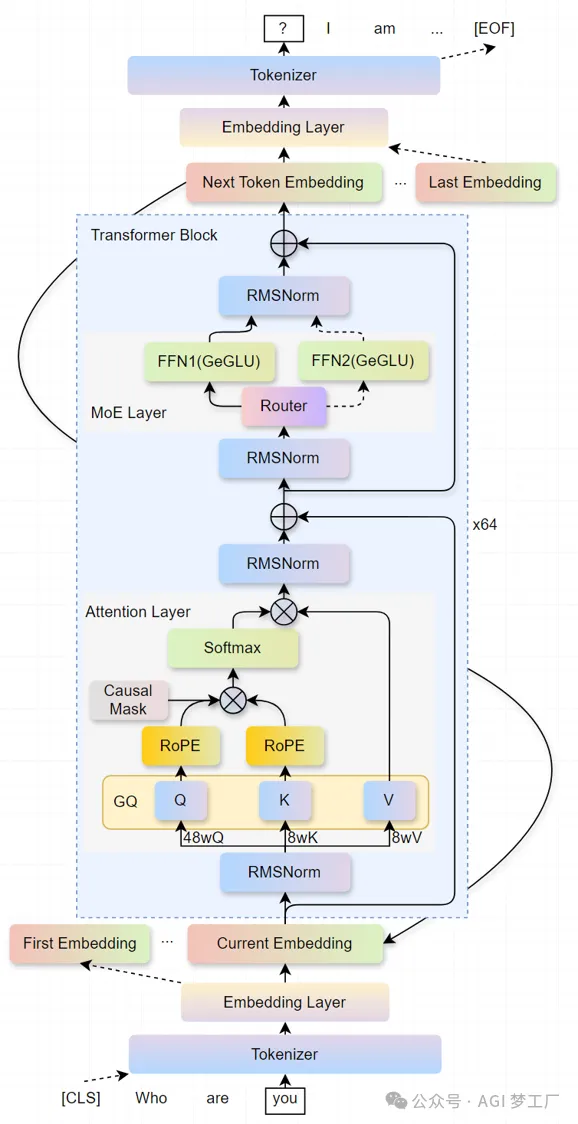 ? I am ... [EOF]
Tokenizer
Embedding Layer
Next Token Embedding ... Last Embedding
Transformer Block
RMSNorm
FFN1(GeGLU) FFN2(GeGLU)
Router
MoE Layer
RMSNorm
x64
RMSNorm
Attention Layer
Softmax
Causal
Mask
RoPE RoPE
GQ Q K V
48wQ 8wK 8wV
RMSNorm
First Embedding ... Current Embedding
Embedding Layer
Tokenizer
[CLS] Who are you
公众号 · AGI 梦工厂